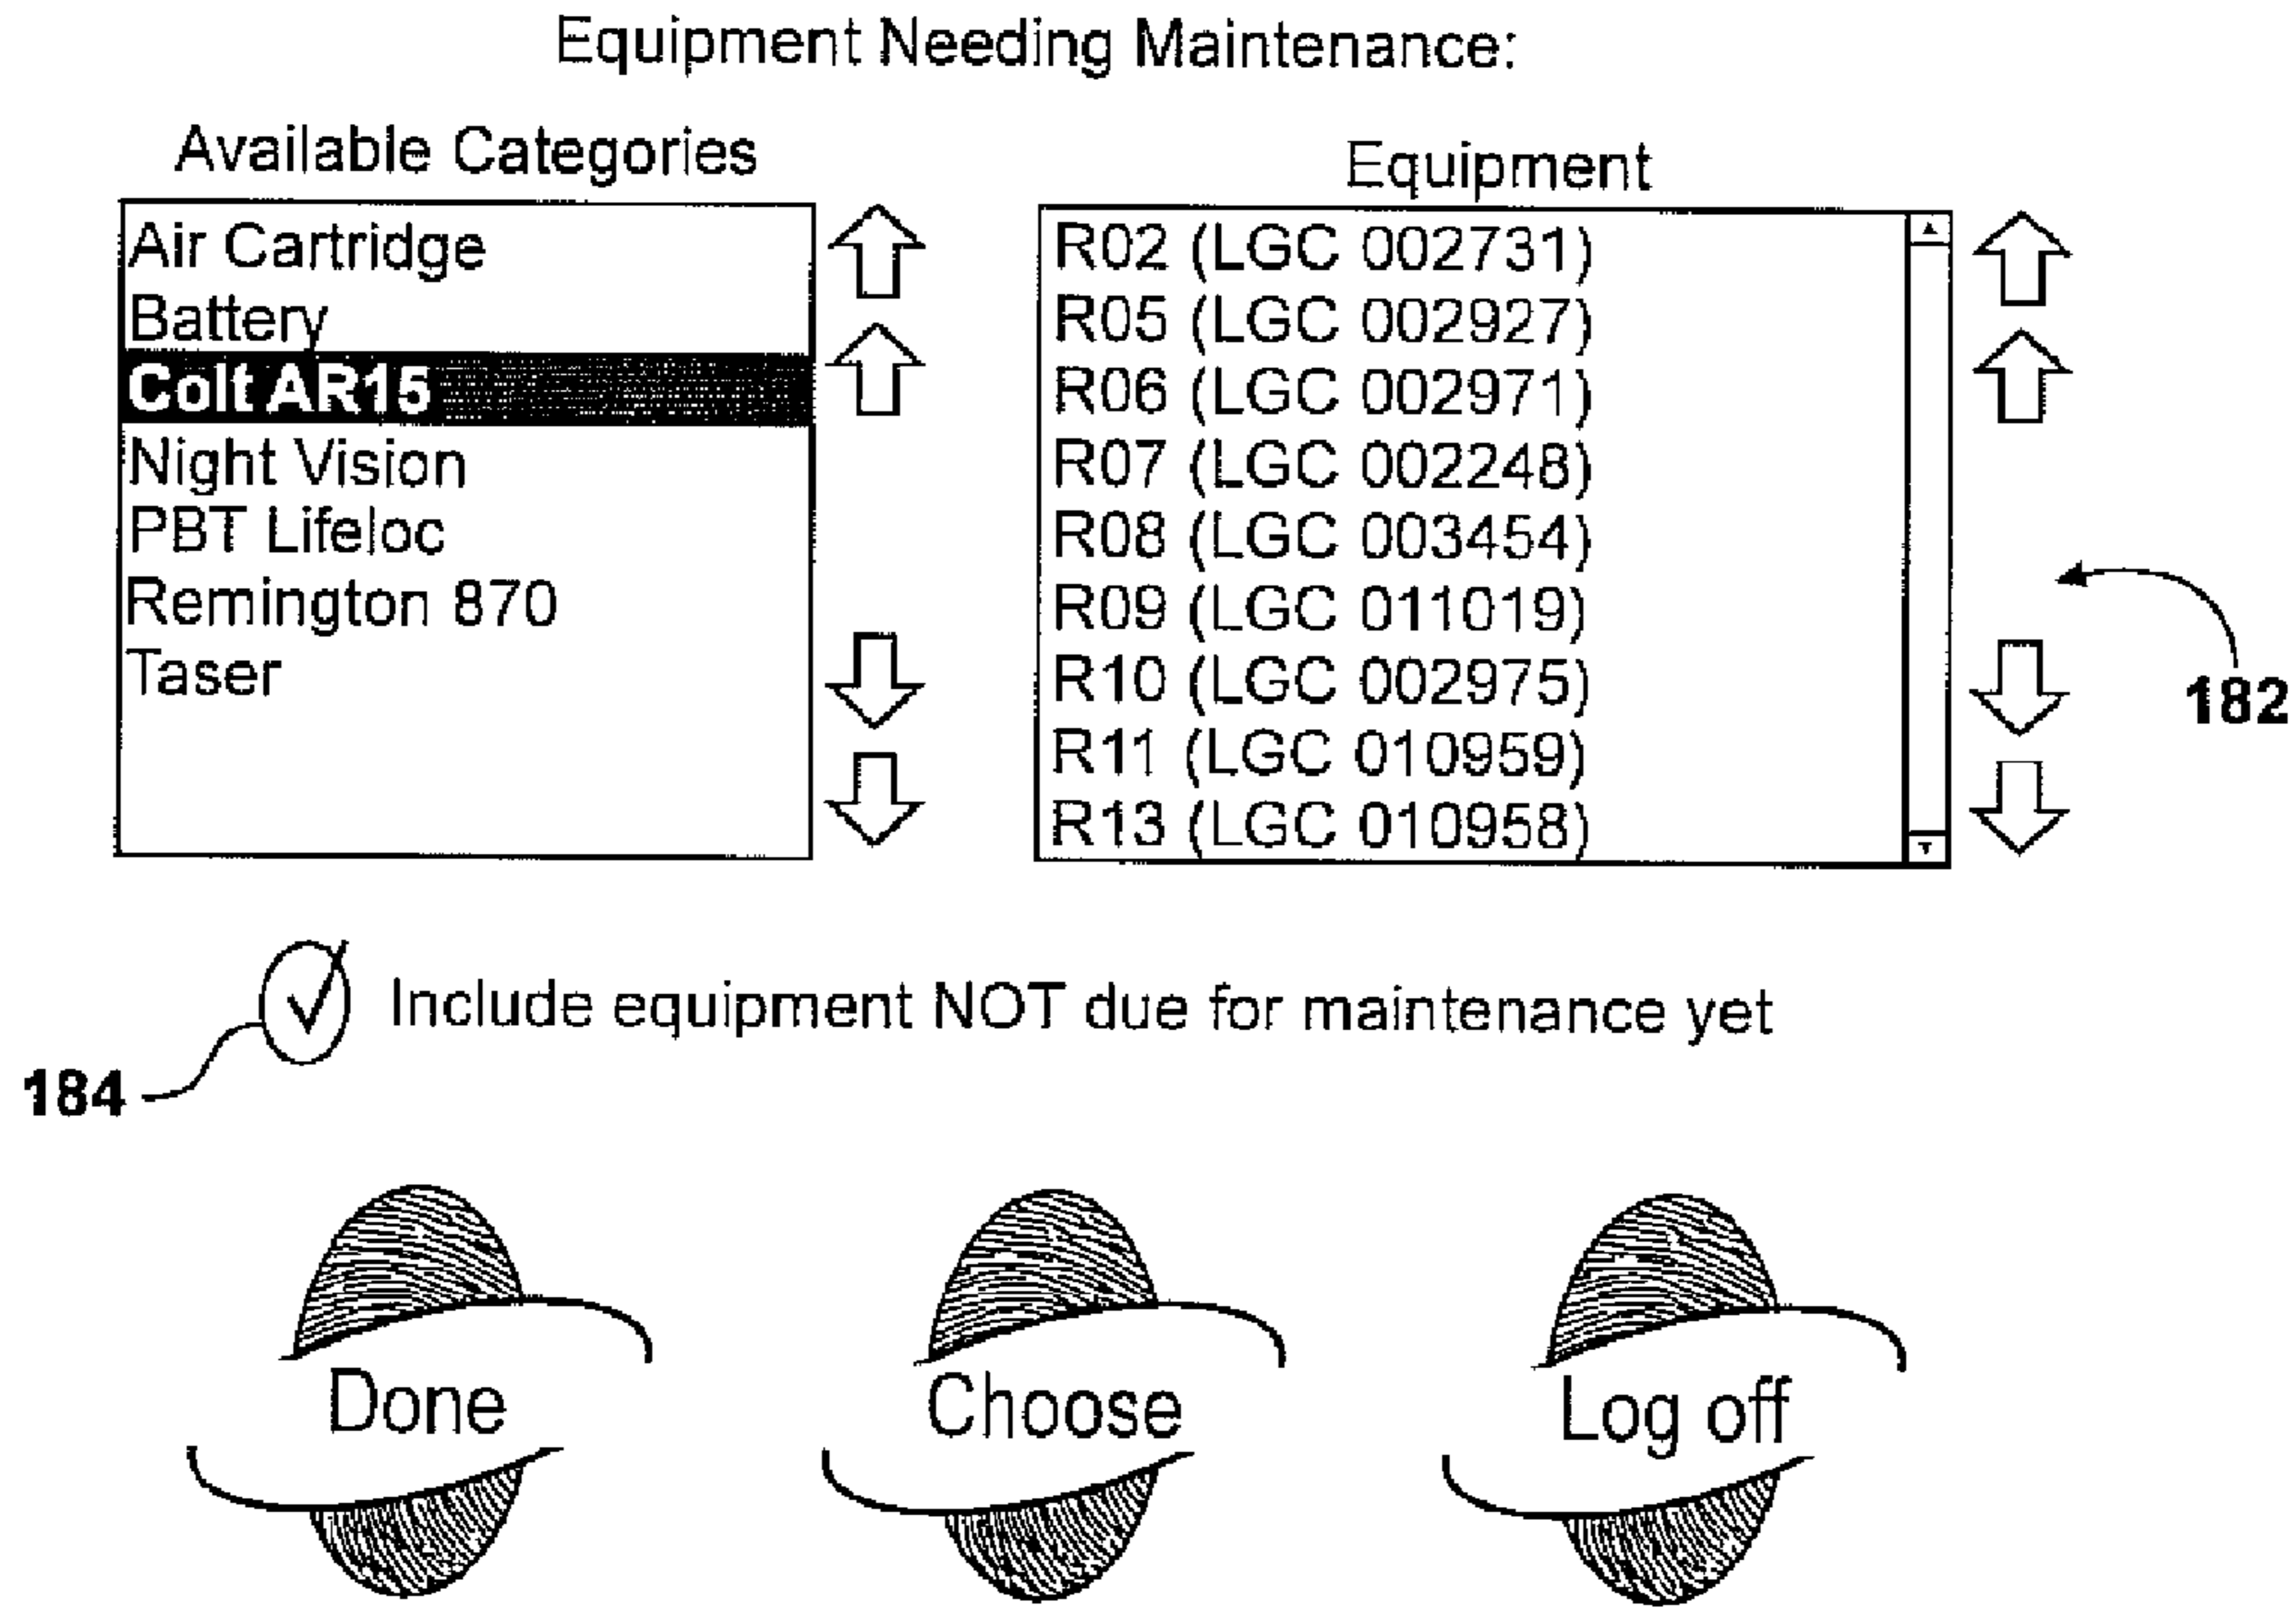 Equipment Needing Maintenance:
Available Categories
Air Cartridge
Battery
Colt AR15
Night Vision
PBT Lifeloc
Remington 870
Taser
Equipment
R02 (LGC 002731)
R05 (LGC 002927)
R06 (LGC 002971)
R07 (LGC 002248)
R08 (LGC 003454)
R09 (LGC 011019)
R10 (LGC 002975)
R11 (LGC 010959)
R13 (LGC 010958)
182
Include equipment NOT due for maintenance yet
184
Done
Choose
Log off